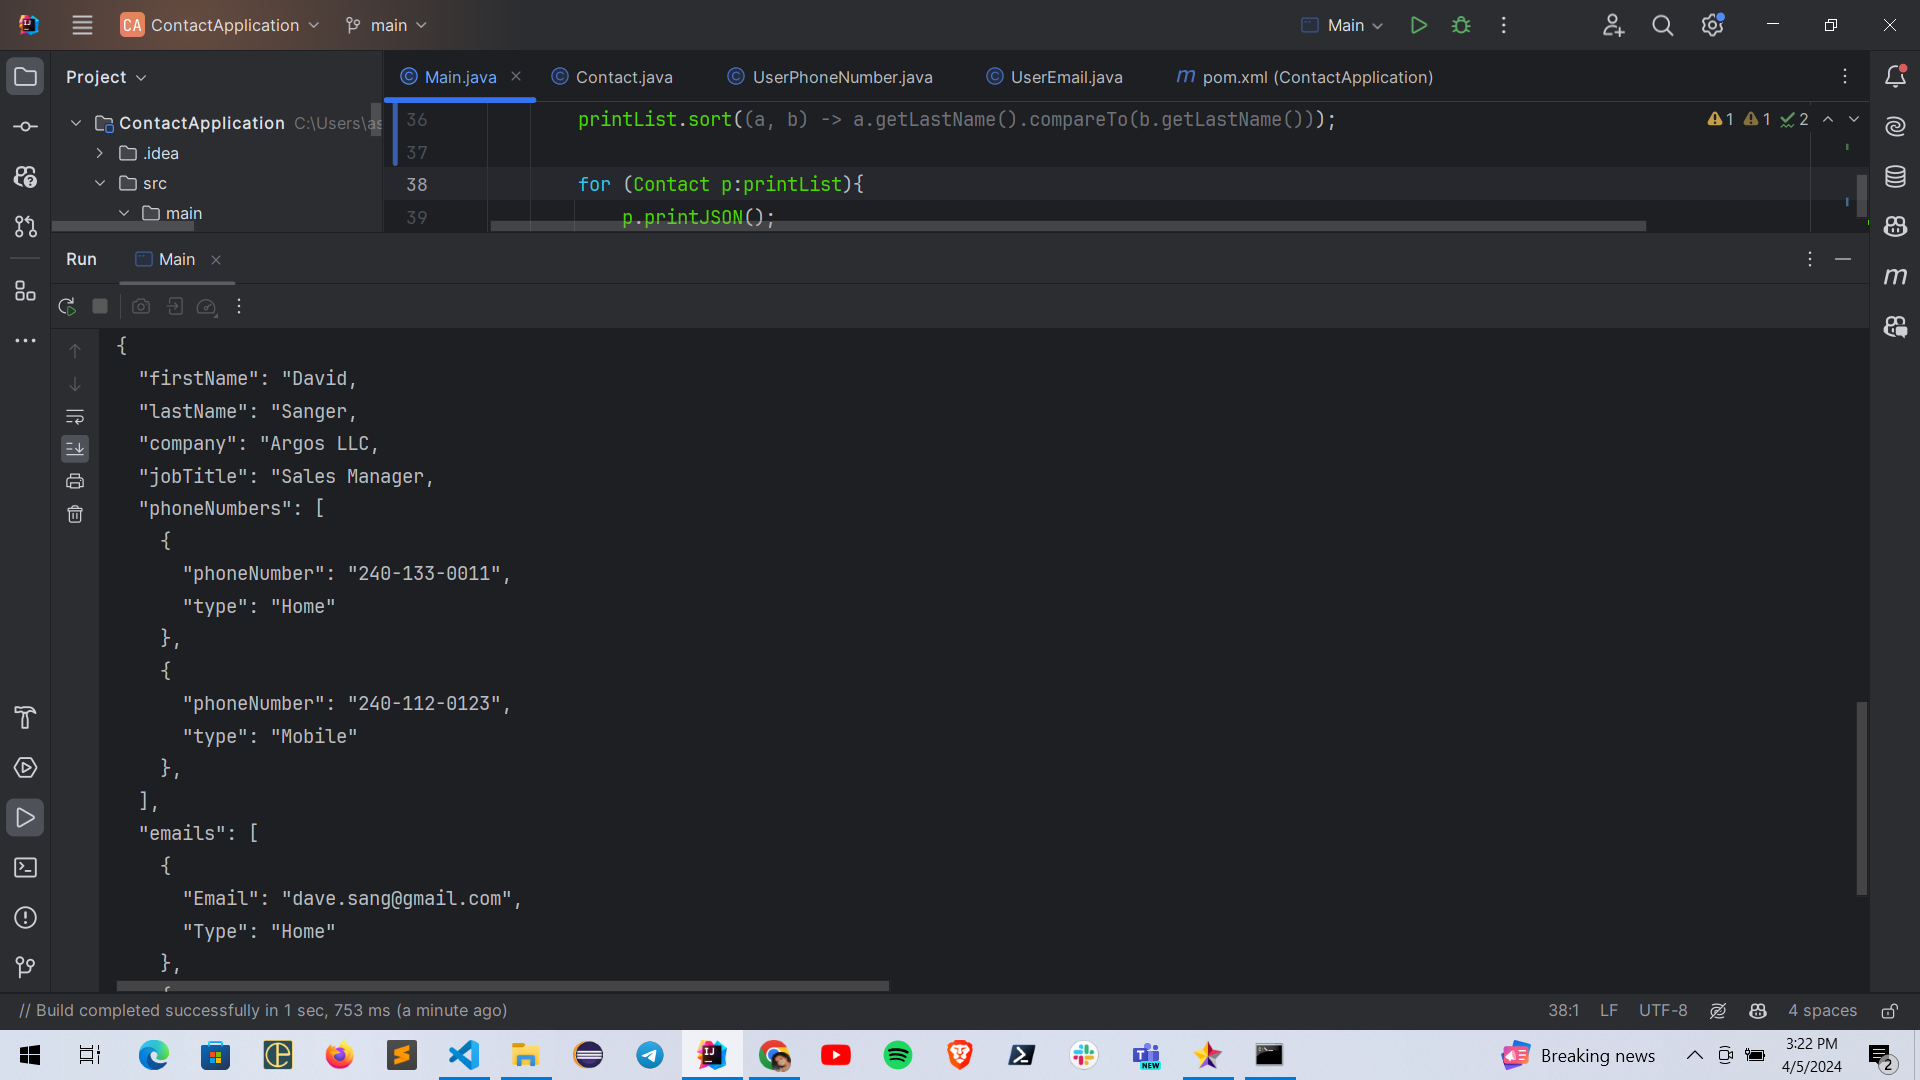 CA ContactApplication main Main
Project Main.java Contact.java UserPhoneNumber.java UserEmail.java m pom.xml (ContactApplication)
ContactApplication C:\Users\as
.idea
src
main
36 printList.sort((a, b) -> a.getLastName().compareTo(b.getLastName()));
1 1 2
37
38 for (Contact p:printList){
39 p.printJSON();
Run Main
{
"firstName": "David,
"lastName": "Sanger,
"company": "Argos LLC,
"jobTitle": "Sales Manager,
"phoneNumbers": [
{
"phoneNumber": "240-133-0011",
"type": "Home"
},
{
"phoneNumber": "240-112-0123",
"type": "Mobile"
},
],
"emails": [
{
"Email": "dave.sang@gmail.com",
"Type": "Home"
},
{
// Build completed successfully in 1 sec, 753 ms (a minute ago)
38:1 LF UTF-8 4 spaces
Breaking news
3:22 PM
4/5/2024
2